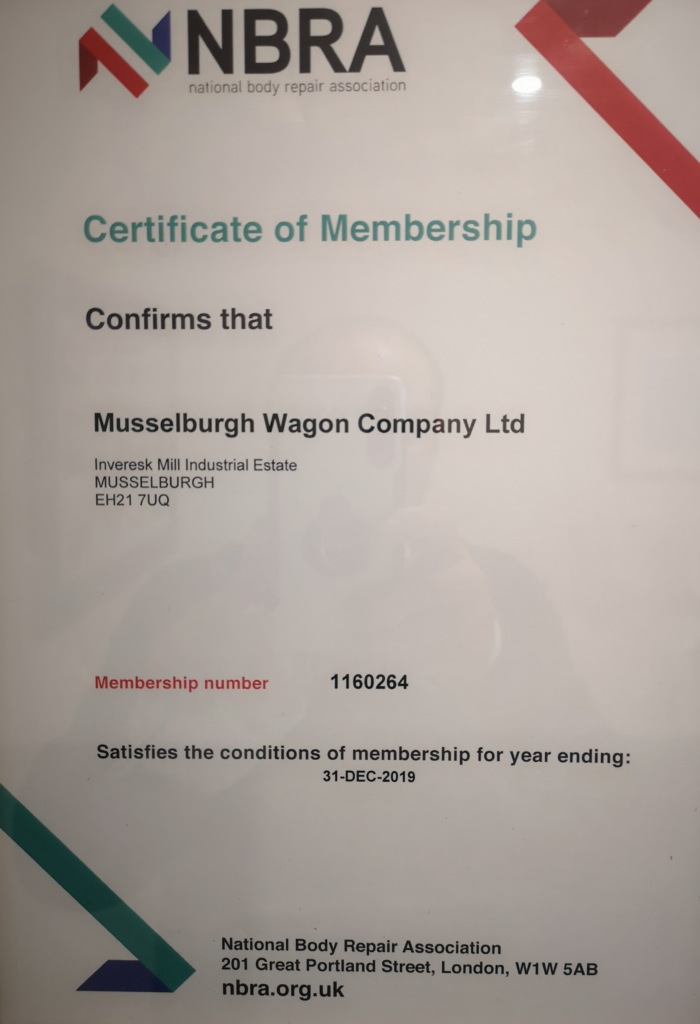 NBRA
national body repair association
Certificate of Membership
Confirms that
Musselburgh Wagon Company Ltd
Inveresk Mill Industrial Estate
MUSSELBURGH
EH21 7UQ
Membership number 1160264
Satisfies the conditions of membership for year ending:
31-DEC-2019
National Body Repair Association
201 Great Portland Street, London, W1W 5AB
nbra.org.uk